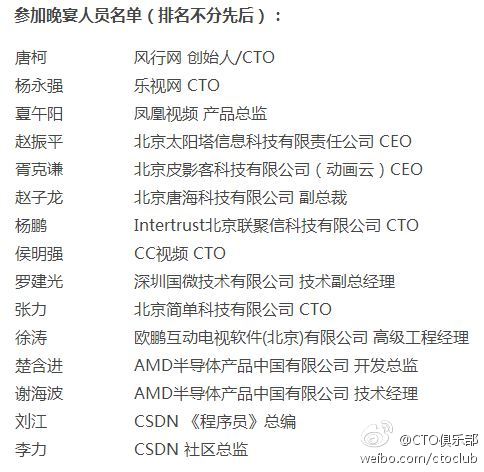 参加晚宴人员名单（排名不分先后）：
唐柯 风行网 创始人/CTO
杨永强 乐视网 CTO
夏午阳 凤凰视频 产品总监
赵振平 北京太阳塔信息科技有限责任公司 CEO
胥克谦 北京皮影客科技有限公司（动画云）CEO
赵子龙 北京唐海科技有限公司 副总裁
杨鹏 Intertrust北京联聚信科技有限公司 CTO
侯明强 CC视频 CTO
罗建光 深圳国微技术有限公司 技术副总经理
张力 北京简单科技有限公司 CTO
徐涛 欧鹏互动电视软件(北京)有限公司 高级工程经理
楚含进 AMD半导体产品中国有限公司 开发总监
谢海波 AMD半导体产品中国有限公司 技术经理
刘江 CSDN 《程序员》总编
李力 CSDN 社区总监
@CTO俱乐部
weibo.com/ctoclub